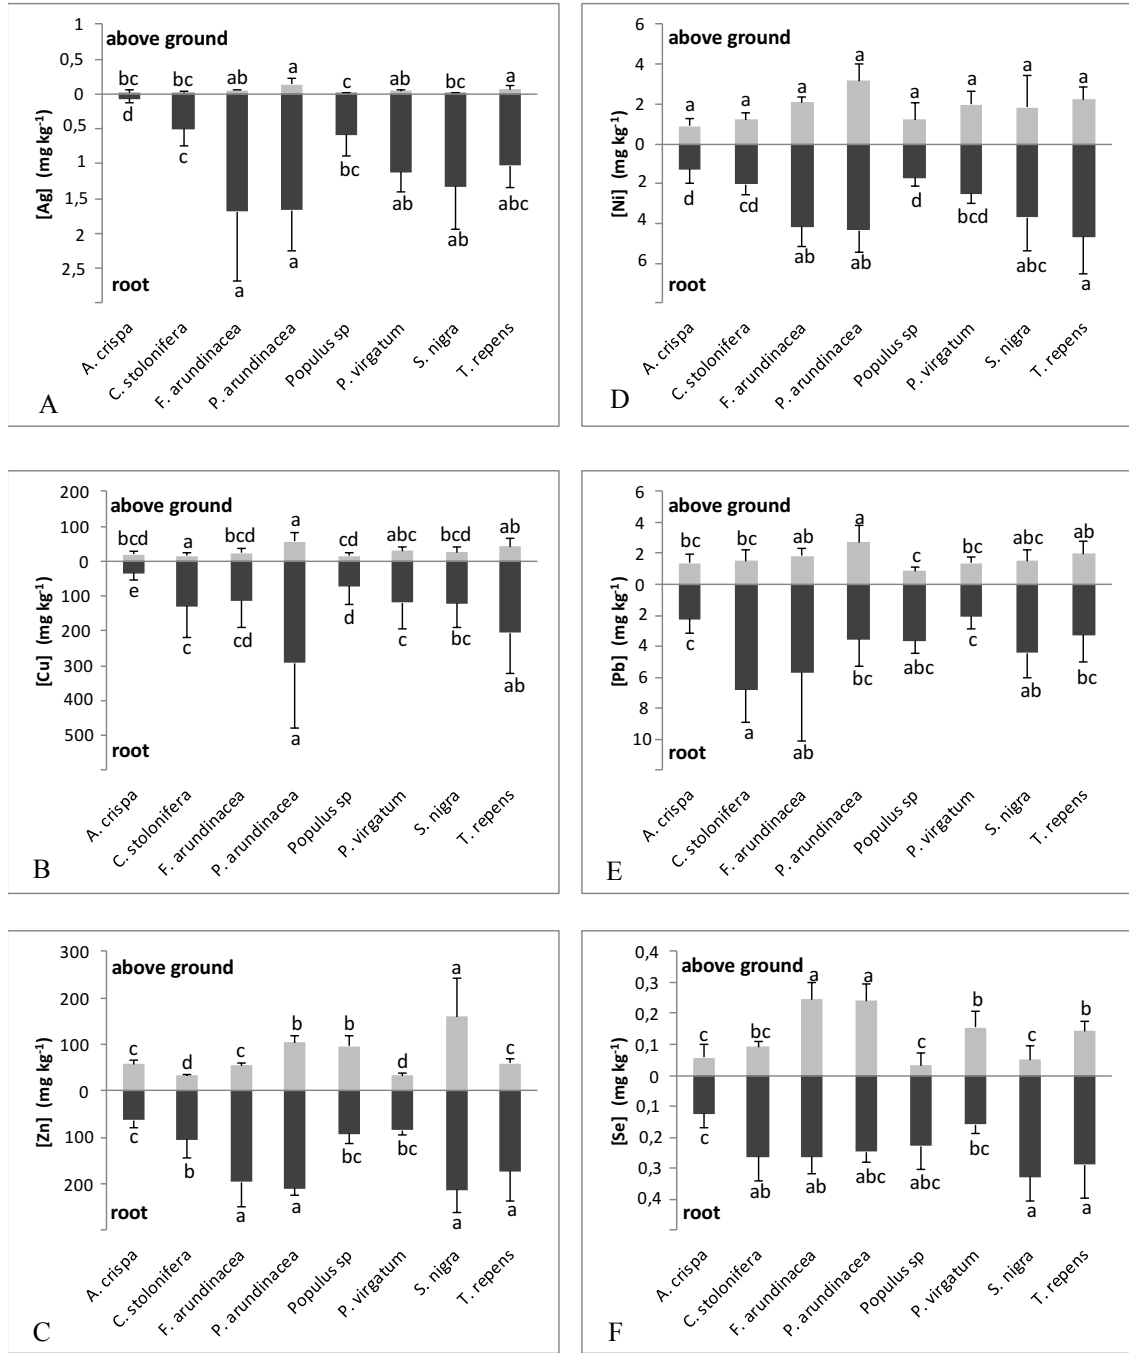 1
above ground
0,5
bc bc ab a c ab bc a
0
d c a a bc ab ab abc
0,5
1
1,5
2
2,5
[Ag] (mg kg-1)
root
A. crispa
C. stolonifera
F. arundinacea
P. arundinacea
Populus sp
P. virgatum
S. nigra
T. repens
A
6
above ground
4
2
a a a a a a a a
0
2
4
6
d cd ab ab d bcd abc a
[Ni] (mg kg-1)
root
A. crispa
C. stolonifera
F. arundinacea
P. arundinacea
Populus sp
P. virgatum
S. nigra
T. repens
D
200
above ground
100
bcd a bcd a cd abc bcd ab
0
100
200
300
400
500
e c cd a d c bc ab
[Cu] (mg kg-1)
root
A. crispa
C. stolonifera
F. arundinacea
P. arundinacea
Populus sp
P. virgatum
S. nigra
T. repens
B
6
above ground
4
2
bc bc ab a c bc abc ab
0
2
4
6
8
10
c a ab bc abc c ab bc
[Pb] (mg kg-1)
root
A. crispa
C. stolonifera
F. arundinacea
P. arundinacea
Populus sp
P. virgatum
S. nigra
T. repens
E
300
above ground
200
100
c d c b b d a c
0
100
200
c b a a bc bc a a
[Zn] (mg kg-1)
root
A. crispa
C. stolonifera
F. arundinacea
P. arundinacea
Populus sp
P. virgatum
S. nigra
T. repens
C
0,4
above ground
0,3
0,2
0,1
c bc a a c b c b
0
0,1
0,2
0,3
0,4
c ab ab abc abc bc a a
[Se] (mg kg-1)
root
A. crispa
C. stolonifera
F. arundinacea
P. arundinacea
Populus sp
P. virgatum
S. nigra
T. repens
F